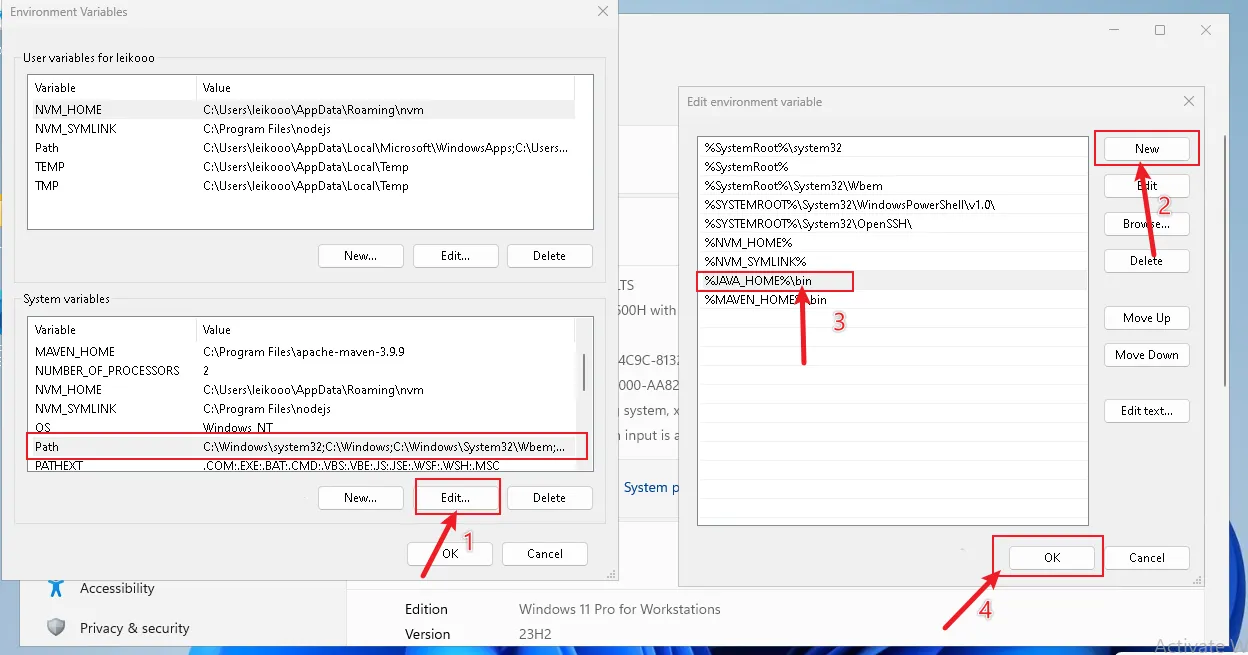 Environment Variables
User variables for leikooo
Variable Value
NVM_HOME C:\Users\leikooo\AppData\Roaming\nvm
NVM_SYMLINK C:\Program Files\nodejs
Path C:\Users\leikooo\AppData\Local\Microsoft\WindowsApps;C:\Users...
TEMP C:\Users\leikooo\AppData\Local\Temp
TMP C:\Users\leikooo\AppData\Local\Temp
New... Edit... Delete
System variables
Variable Value
MAVEN_HOME C:\Program Files\apache-maven-3.9.9
NUMBER_OF_PROCESSORS 2
NVM_HOME C:\Users\leikooo\AppData\Roaming\nvm
NVM_SYMLINK C:\Program Files\nodejs
OS Windows_NT
Path C:\Windows\system32;C:\Windows;C:\Windows\System32\Wbem;...
PATHEXT .COM;.EXE;.BAT;.CMD;.VBS;.VBE;.JS;.JSE;.WSF;.WSH;.MSC
New... Edit... Delete
1
OK Cancel
Edit environment variable
%SystemRoot%\system32
%SystemRoot%
%SystemRoot%\System32\Wbem
%SYSTEMROOT%\System32\WindowsPowerShell\v1.0\
%SYSTEMROOT%\System32\OpenSSH\
%NVM_HOME%
%NVM_SYMLINK%
%JAVA_HOME%\bin
%MAVEN_HOME%\bin
3
New
Edit
2
Browse...
Delete
Move Up
Move Down
Edit text...
OK Cancel
4
LTS
600H with
4C9C-8132
000-AA82
system, x
n input is a
System p
Accessibility
Privacy & security
Edition Windows 11 Pro for Workstations
Version 23H2
Activate W